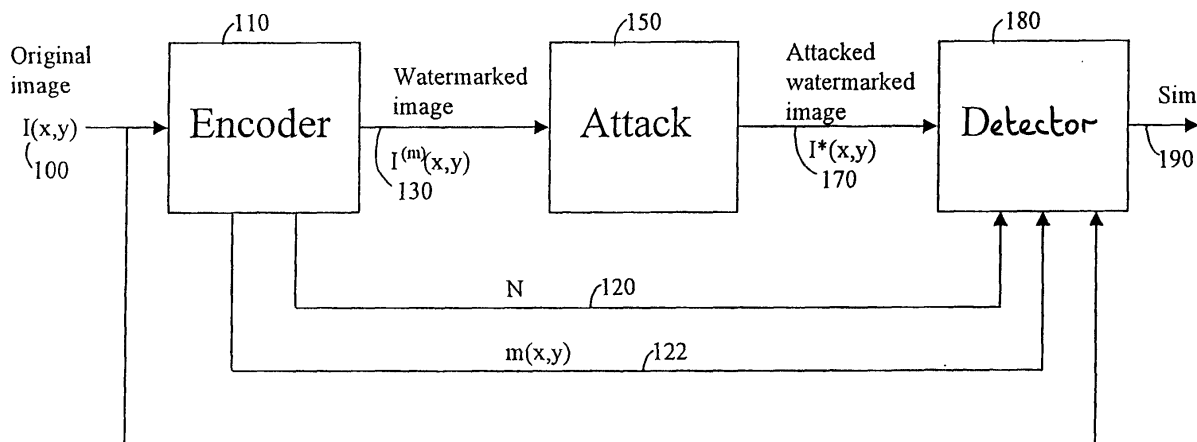 110
150
180
Original
image
I(x,y)
100
Encoder
Watermarked
image
I^(m)(x,y)
130
Attack
Attacked
watermarked
image
I*(x,y)
170
Detector
Sim
190
N
120
m(x,y)
122